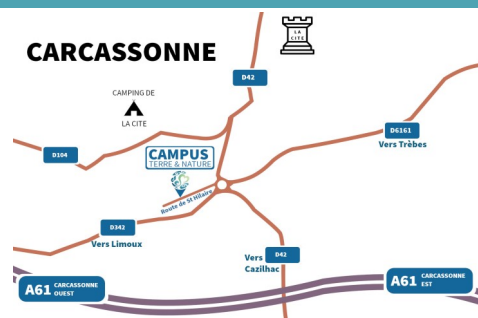 LA
CITE
CARCASSONNE
D42
CAMPING DE
LA CITE
D6161
Vers Trèbes
D104
CAMPUS
TERRE & NATURE
Route de St Hilaire
D342
Vers Limoux
D42
Vers
Cazilhac
A61 CARCASSONNE
OUEST
A61 CARCASSONNE
EST